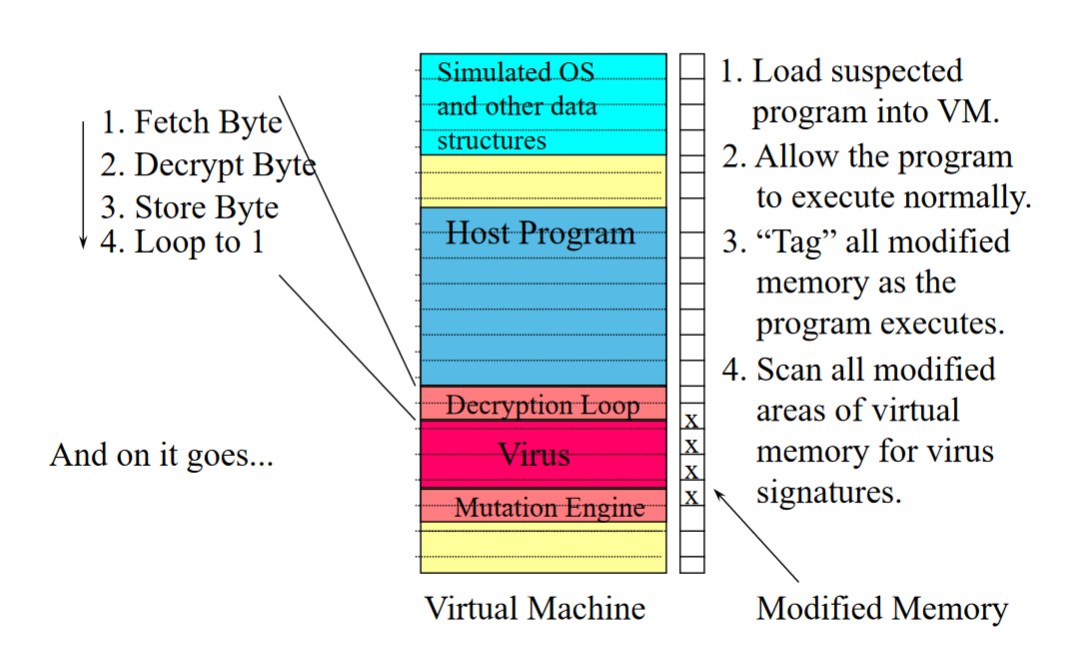 1. Fetch Byte
2. Decrypt Byte
3. Store Byte
4. Loop to 1
And on it goes...
Simulated OS
and other data
structures
Host Program
Decryption Loop
Virus
Mutation Engine
Virtual Machine
x
x
x
x
1. Load suspected
program into VM.
2. Allow the program
to execute normally.
3. “Tag” all modified
memory as the
program executes.
4. Scan all modified
areas of virtual
memory for virus
signatures.
Modified Memory